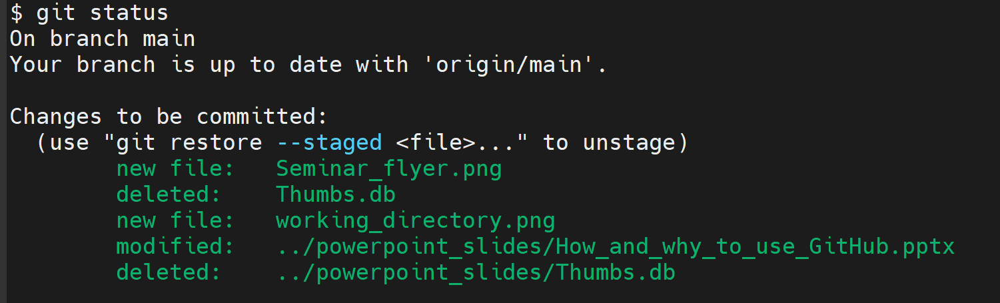 $ git status
On branch main
Your branch is up to date with 'origin/main'.

Changes to be committed:
  (use "git restore --staged <file>..." to unstage)
        new file:   Seminar_flyer.png
        deleted:    Thumbs.db
        new file:   working_directory.png
        modified:   ../powerpoint_slides/How_and_why_to_use_GitHub.pptx
        deleted:    ../powerpoint_slides/Thumbs.db